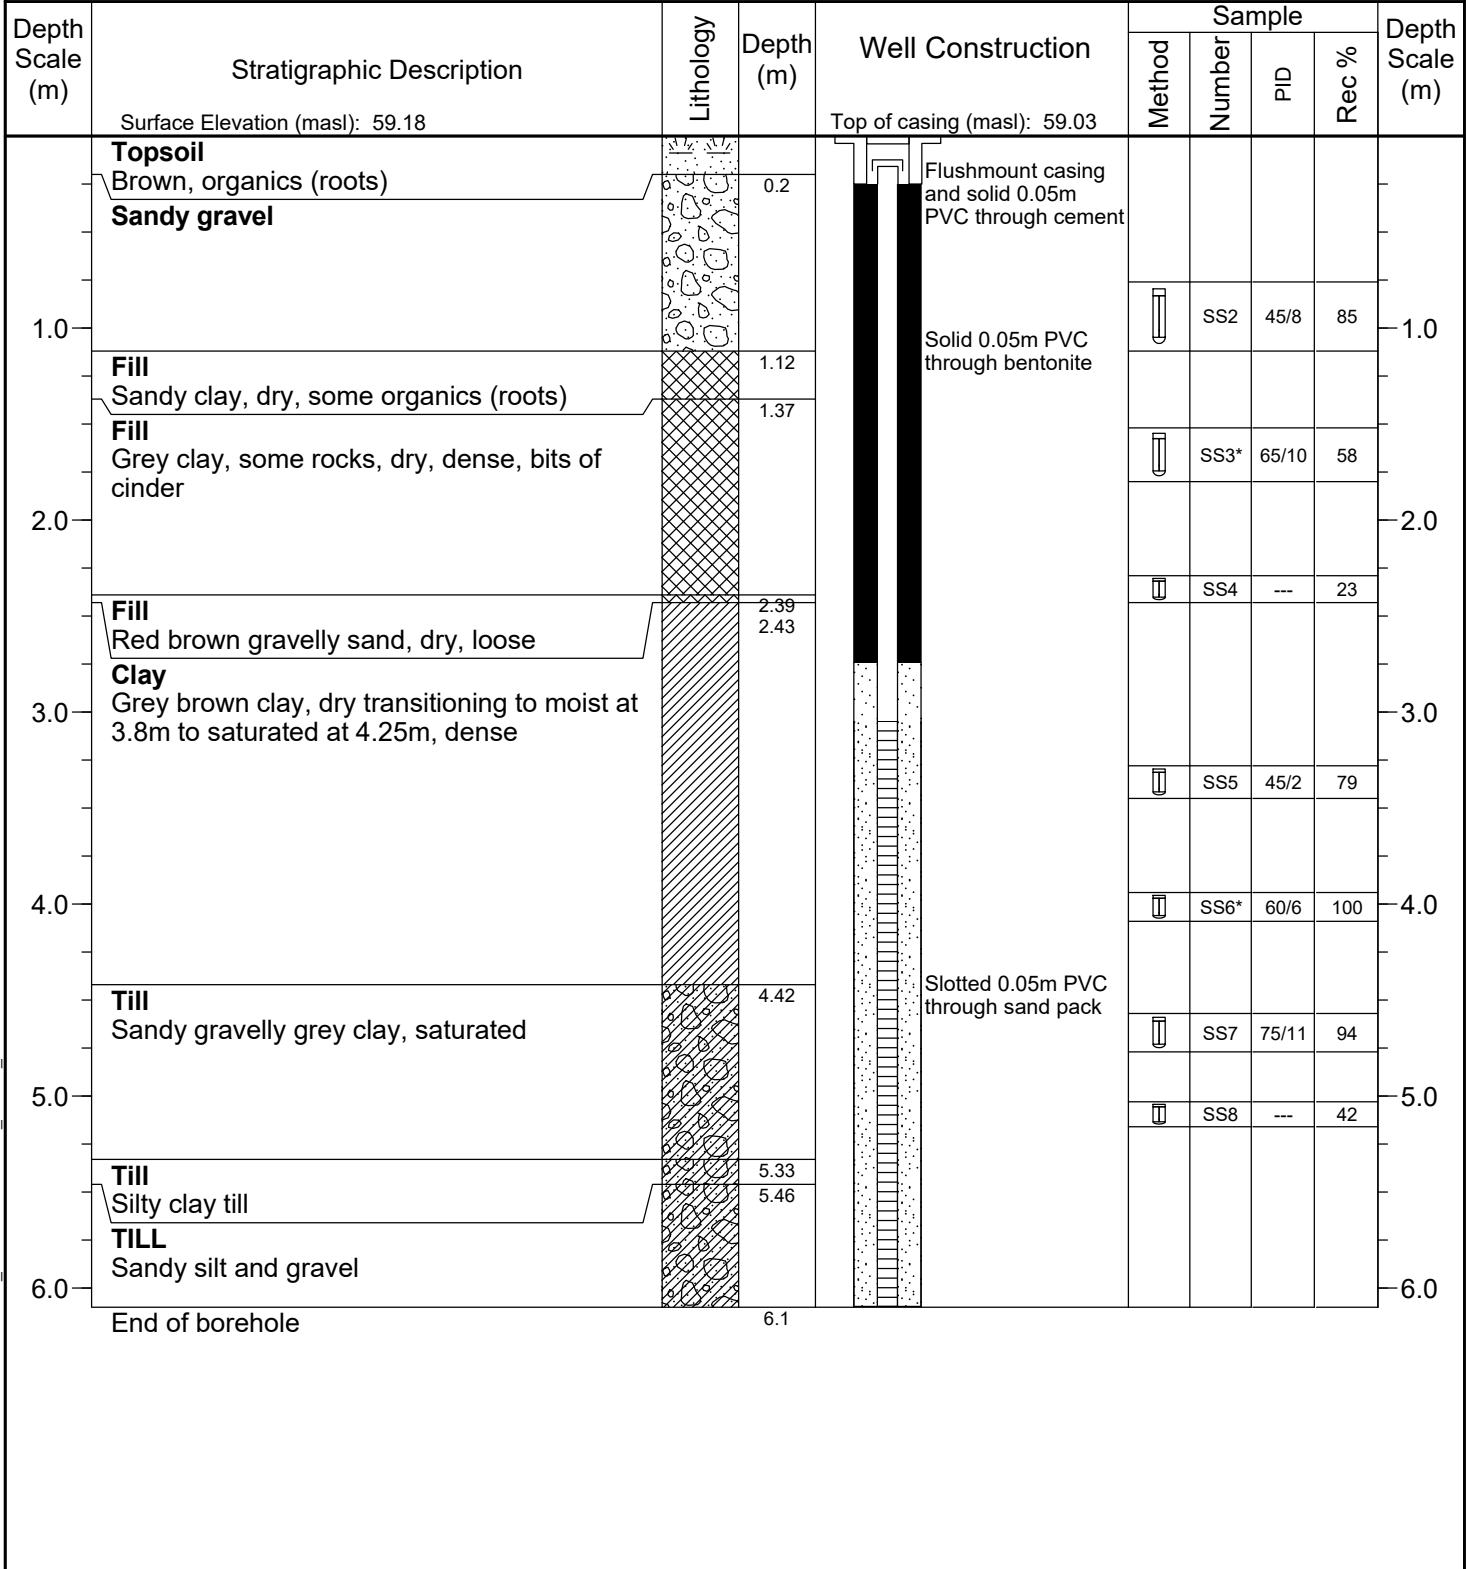 Depth
Scale
(m)
Stratigraphic Description
Surface Elevation (masl): 59.18
Lithology
Depth
(m)
Well Construction
Top of casing (masl): 59.03
Sample
Method
Number
PID
Rec %
Depth
Scale
(m)
Topsoil
Brown, organics (roots)
0.2
Sandy gravel
Flushmount casing
and solid 0.05m
PVC through cement
1.0
SS2 45/8 85
1.0
Solid 0.05m PVC
through bentonite
Fill
1.12
Sandy clay, dry, some organics (roots)
1.37
Fill
Grey clay, some rocks, dry, dense, bits of
cinder
SS3* 65/10 58
2.0
2.0
SS4 --- 23
Fill
2.39
Red brown gravelly sand, dry, loose
2.43
Clay
Grey brown clay, dry transitioning to moist at
3.8m to saturated at 4.25m, dense
3.0
3.0
SS5 45/2 79
4.0
SS6* 60/6 100
4.0
Till
4.42
Sandy gravelly grey clay, saturated
Slotted 0.05m PVC
through sand pack
SS7 75/11 94
5.0
5.0
SS8 --- 42
Till
5.33
Silty clay till
5.46
TILL
Sandy silt and gravel
6.0
6.0
End of borehole
6.1